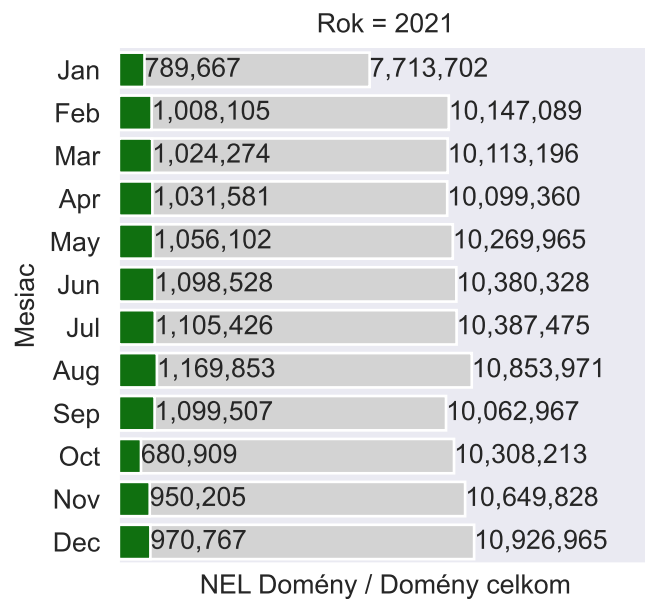 Rok = 2021
Jan 789,667 7,713,702
Feb 1,008,105 10,147,089
Mar 1,024,274 10,113,196
Apr 1,031,581 10,099,360
May 1,056,102 10,269,965
Jun 1,098,528 10,380,328
Jul 1,105,426 10,387,475
Aug 1,169,853 10,853,971
Sep 1,099,507 10,062,967
Oct 680,909 10,308,213
Nov 950,205 10,649,828
Dec 970,767 10,926,965
Mesiac
NEL Domény / Domény celkom